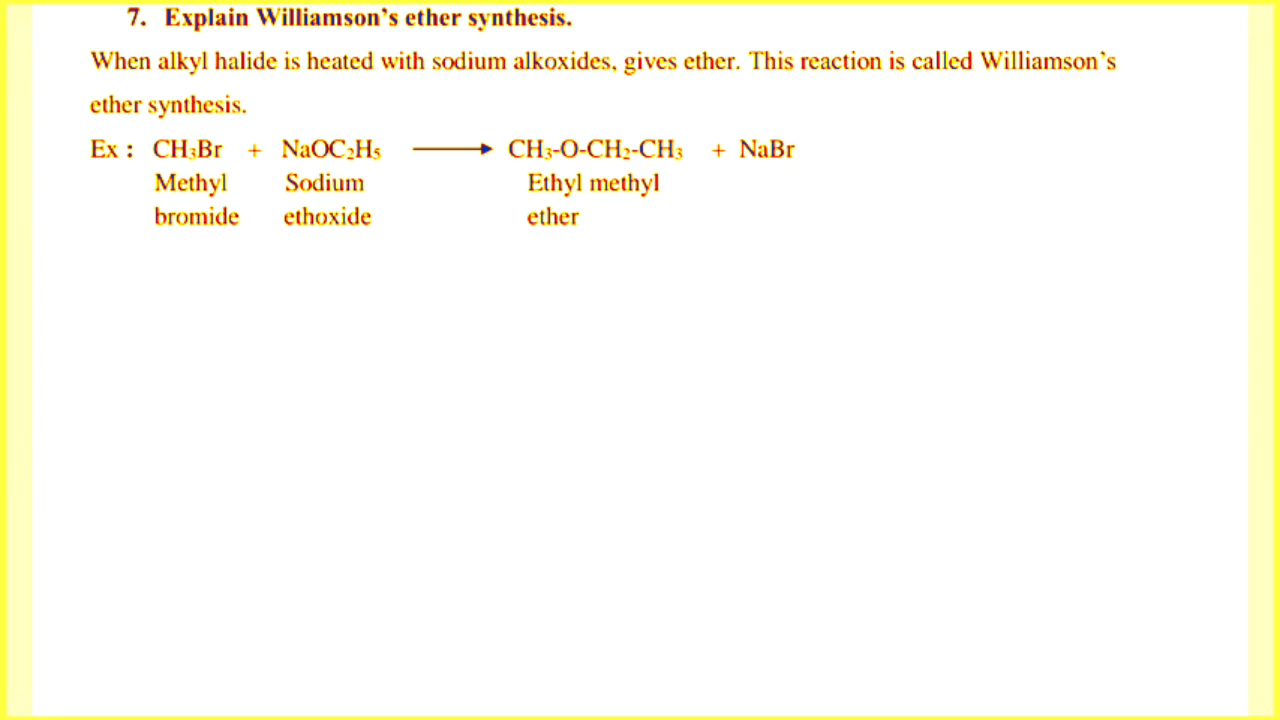 7. Explain Williamson’s ether synthesis.
When alkyl halide is heated with sodium alkoxides, gives ether. This reaction is called Williamson’s
ether synthesis.
Ex : CH₃Br + NaOC₂H₅ ⟶ CH₃-O-CH₂-CH₃ + NaBr
Methyl Sodium Ethyl methyl
bromide ethoxide ether